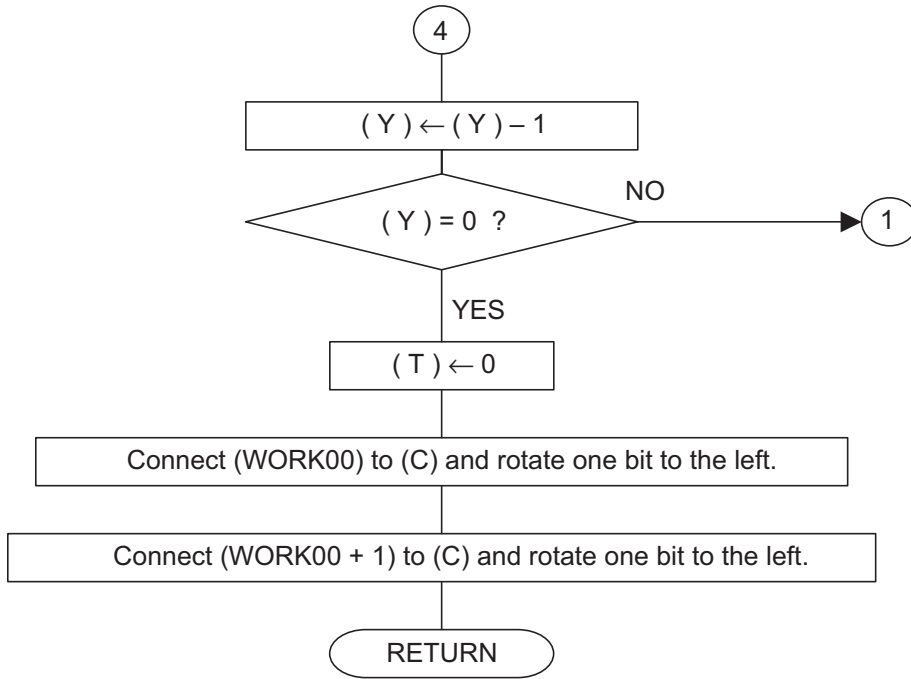 4
( Y ) ← ( Y ) – 1
NO
( Y ) = 0 ?
1
YES
( T ) ← 0
Connect (WORK00) to (C) and rotate one bit to the left.
Connect (WORK00 + 1) to (C) and rotate one bit to the left.
RETURN